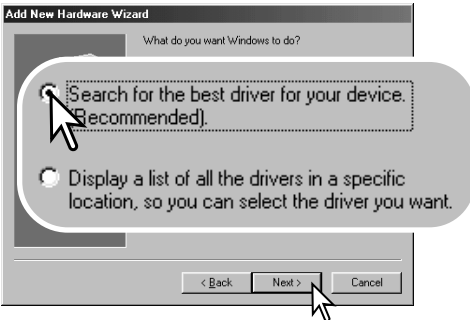 Add New Hardware Wizard
What do you want Windows to do?
Search for the best driver for your device.
(Recommended).
Display a list of all the drivers in a specific
location, so you can select the driver you want.
< Back
Next >
Cancel